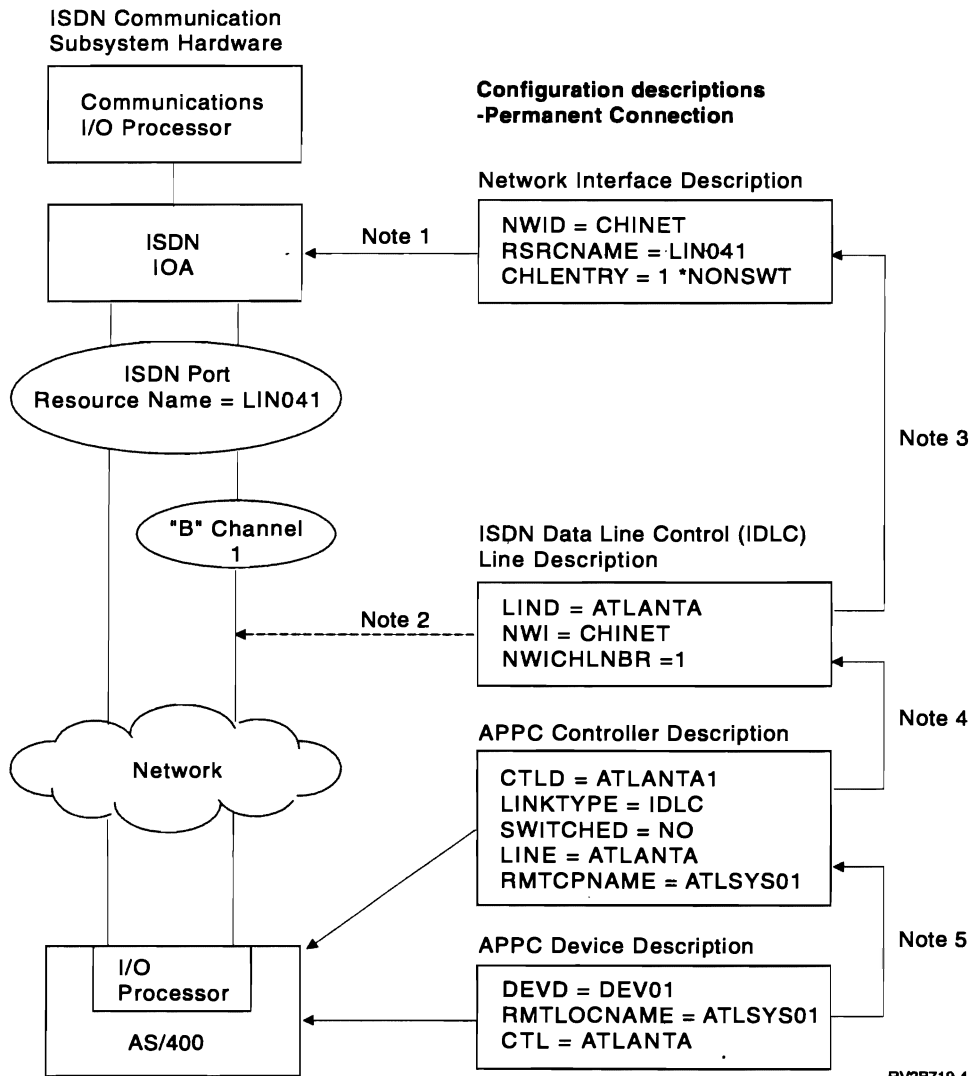 ISDN Communication
Subsystem Hardware
Communications
I/O Processor
Configuration descriptions
-Permanent Connection
Network Interface Description
ISDN
IOA
Note 1
NWID = CHINET
RSRCNAME = LIN041
CHLENTRY = 1 *NONSWT
ISDN Port
Resource Name = LIN041
Note 3
"B" Channel
1
ISDN Data Line Control (IDLC)
Line Description
Note 2
LIND = ATLANTA
NWI = CHINET
NWICHLNBR =1
Note 4
Network
APPC Controller Description
CTLD = ATLANTA1
LINKTYPE = IDLC
SWITCHED = NO
LINE = ATLANTA
RMTCPNAME = ATLSYS01
Note 5
I/O
Processor
AS/400
APPC Device Description
DEVD = DEV01
RMTLOCNAME = ATLSYS01
CTL = ATLANTA